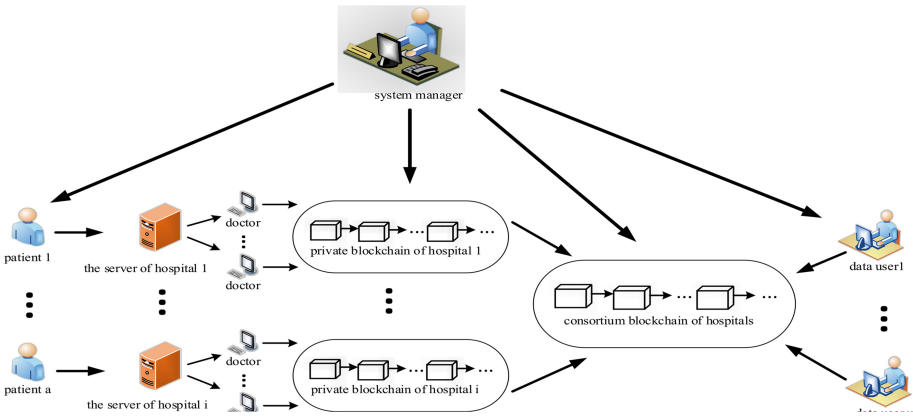 system manager
patient 1
the server of hospital 1
doctor
doctor
private blockchain of hospital 1
consortium blockchain of hospitals
data user1
patient a
the server of hospital i
doctor
private blockchain of hospital i